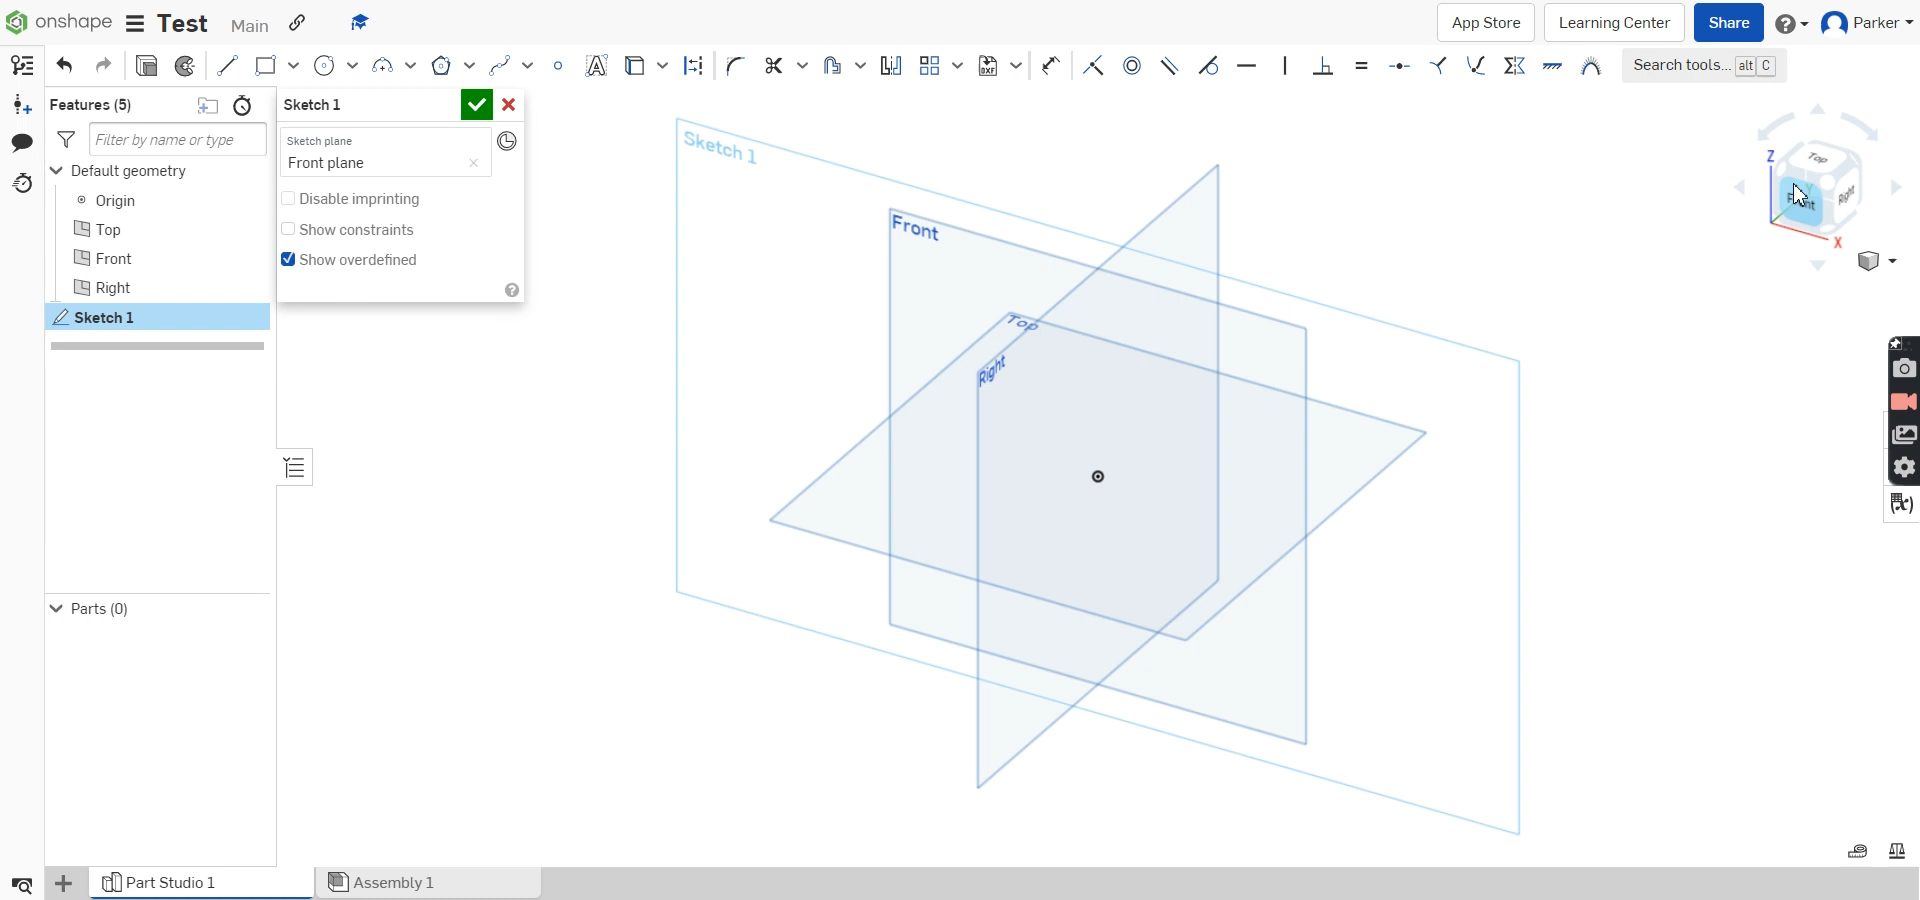 onshape Test Main App Store Learning Center Share Parker
Search tools... alt C
Features (5)
Filter by name or type
Default geometry
Origin
Top
Front
Right
Sketch 1
Parts (0)
Sketch 1
Sketch plane
Front plane
Disable imprinting
Show constraints
Show overdefined
Sketch 1
Front
Top
Right
Top
Z
Front
Y
Right
X
(x)
DXF
Part Studio 1
Assembly 1